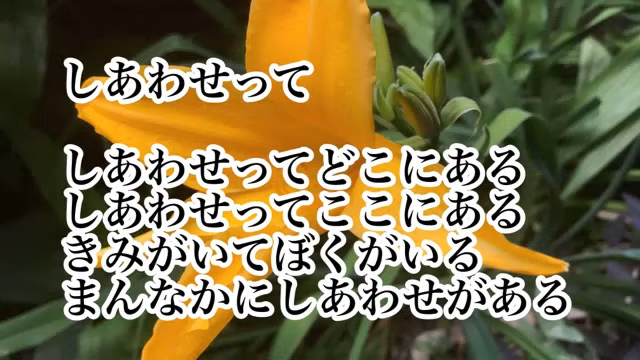 しあわせって
しあわせってどこにある
しあわせってここにある
きみがいてぼくがいる
まんなかにしあわせがある